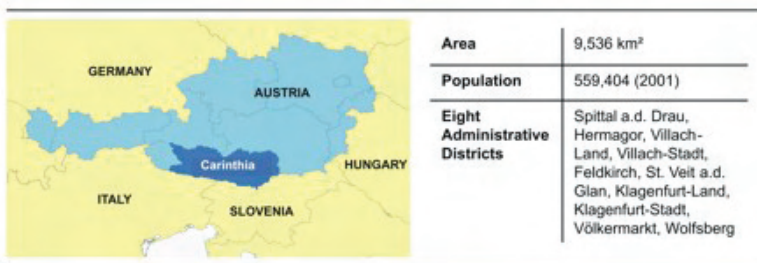 GERMANY
AUSTRIA
Carinthia
HUNGARY
ITALY
SLOVENIA
Area 9,536 km²
Population 559,404 (2001)
Eight Administrative Districts
Spittal a.d. Drau,
Hermagor, Villach-
Land, Villach-Stadt,
Feldkirch, St. Veit a.d.
Glan, Klagenfurt-Land,
Klagenfurt-Stadt,
Völkermarkt, Wolfsberg